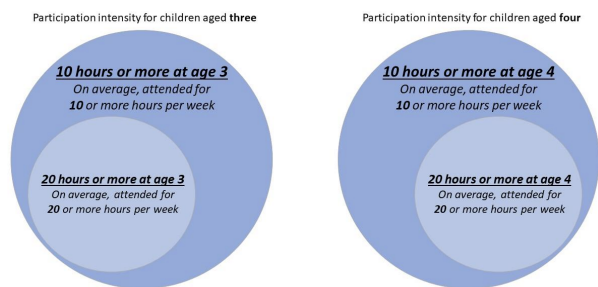 Participation intensity for children aged three
10 hours or more at age 3
On average, attended for
10 or more hours per week
20 hours or more at age 3
On average, attended for
20 or more hours per week
Participation intensity for children aged four
10 hours or more at age 4
On average, attended for
10 or more hours per week
20 hours or more at age 4
On average, attended for
20 or more hours per week